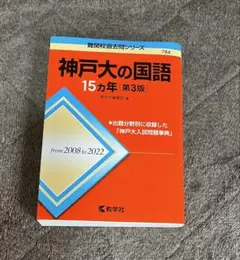 難関校過去問シリーズ
794
神戸大の国語
15カ年[第3版]
●出題分野別に収録した
「神戸大入試問題事典」
from 2008 to 2022
教学社